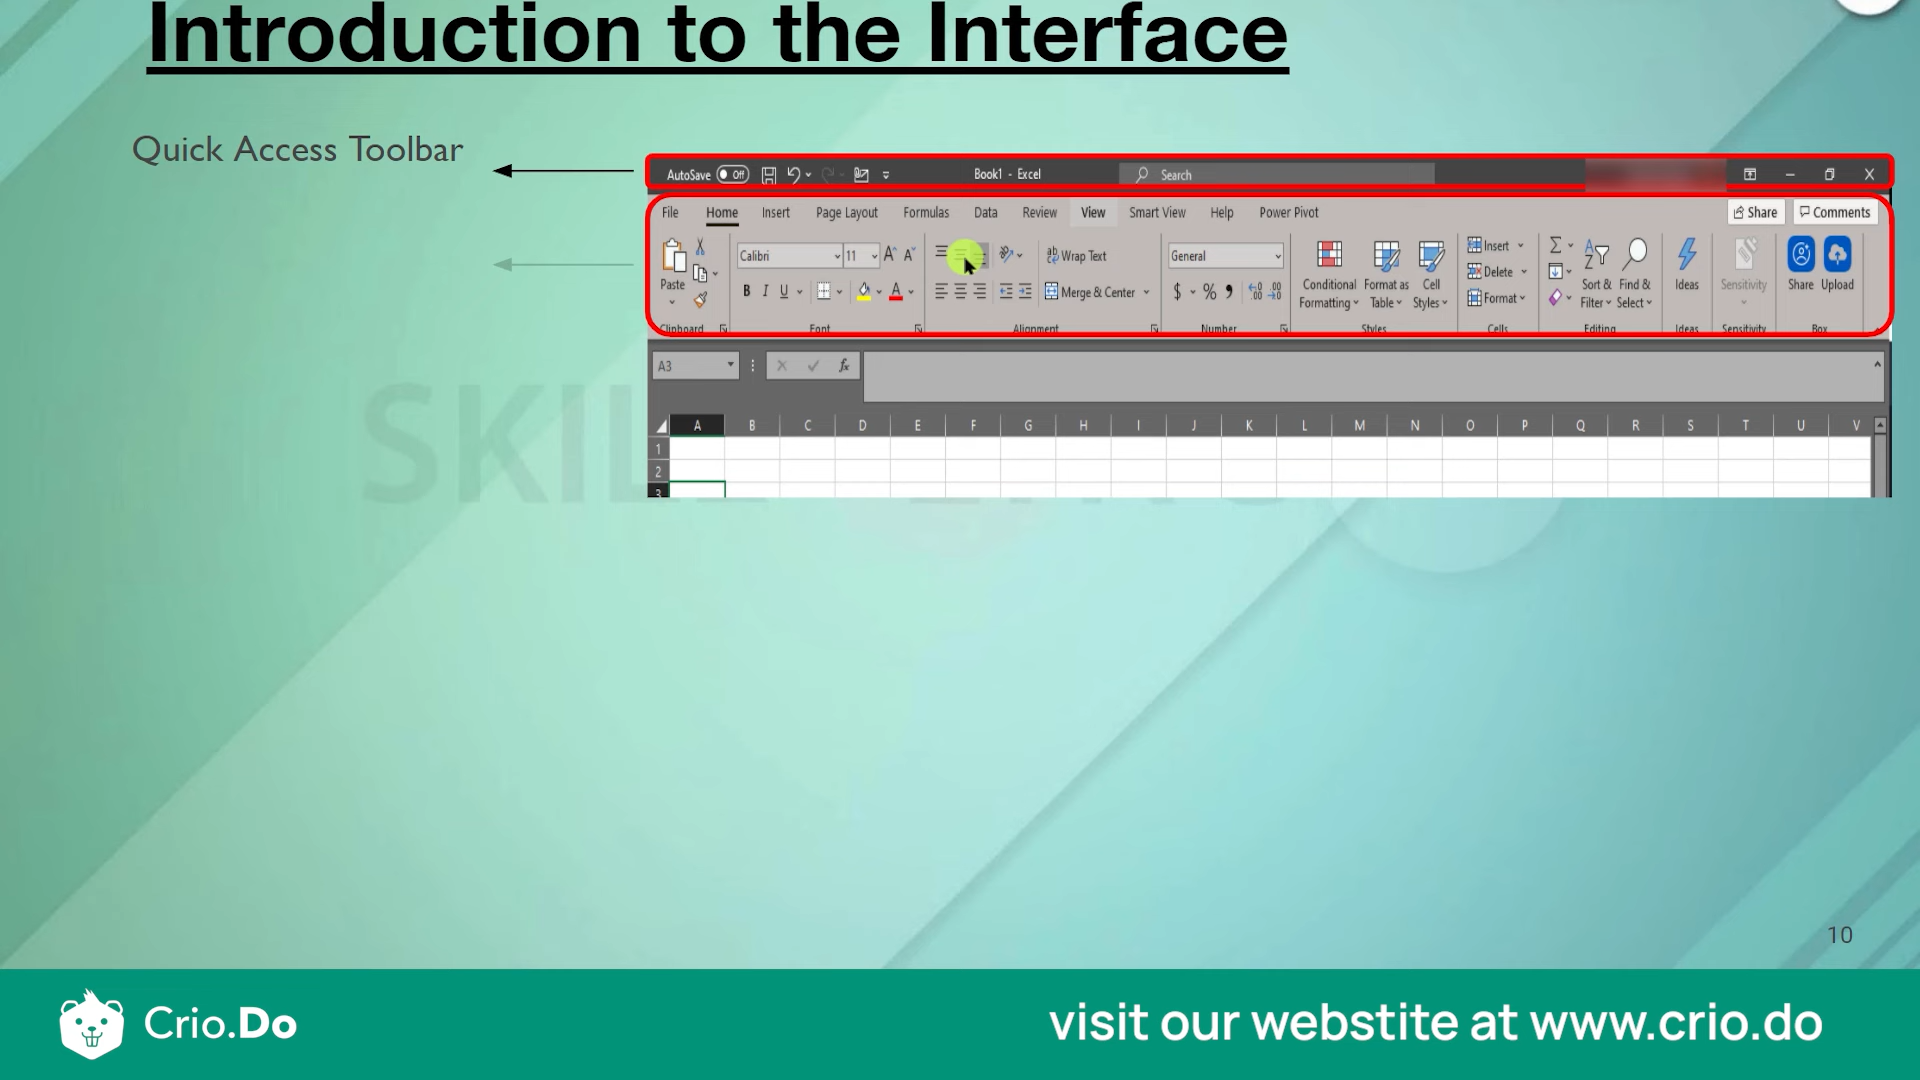 Introduction to the Interface
Quick Access Toolbar
AutoSave Off Book1 - Excel Search
File Home Insert Page Layout Formulas Data Review View Smart View Help Power Pivot Share Comments
Calibri 11 Wrap Text General Insert
Paste Conditional Format as Cell Delete Sort & Find & Ideas Sensitivity Share Upload
B I U Merge & Center $ % Formatting Table Styles Format Filter Select
Clipboard Font Alignment Number Styles Cells Editing Ideas Sensitivity Box
A3 fx
A B C D E F G H I J K L M N O P Q R S T U V
1
2
3
10
Crio.Do
visit our webstite at www.crio.do